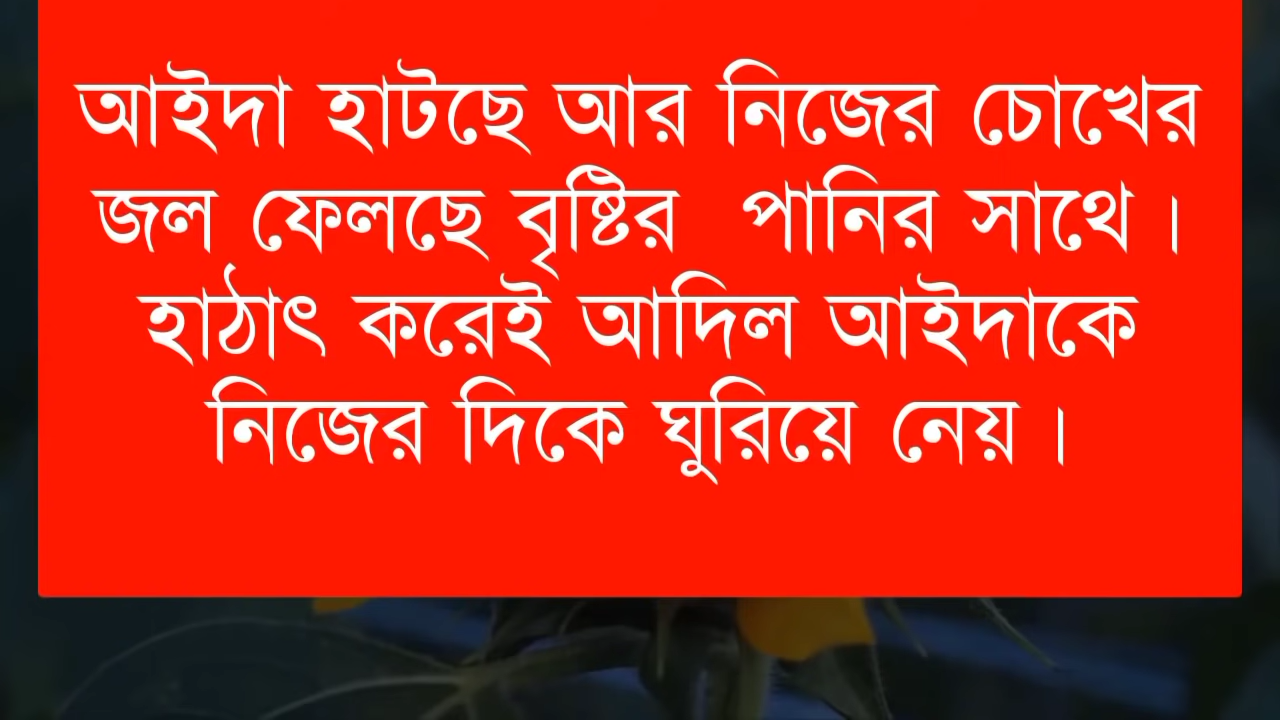 আইদা হাটছে আর নিজের চোখের
জল ফেলছে বৃষ্টির পানির সাথে।
হাঠাৎ করেই আদিল আইদাকে
নিজের দিকে ঘুরিয়ে নেয়।